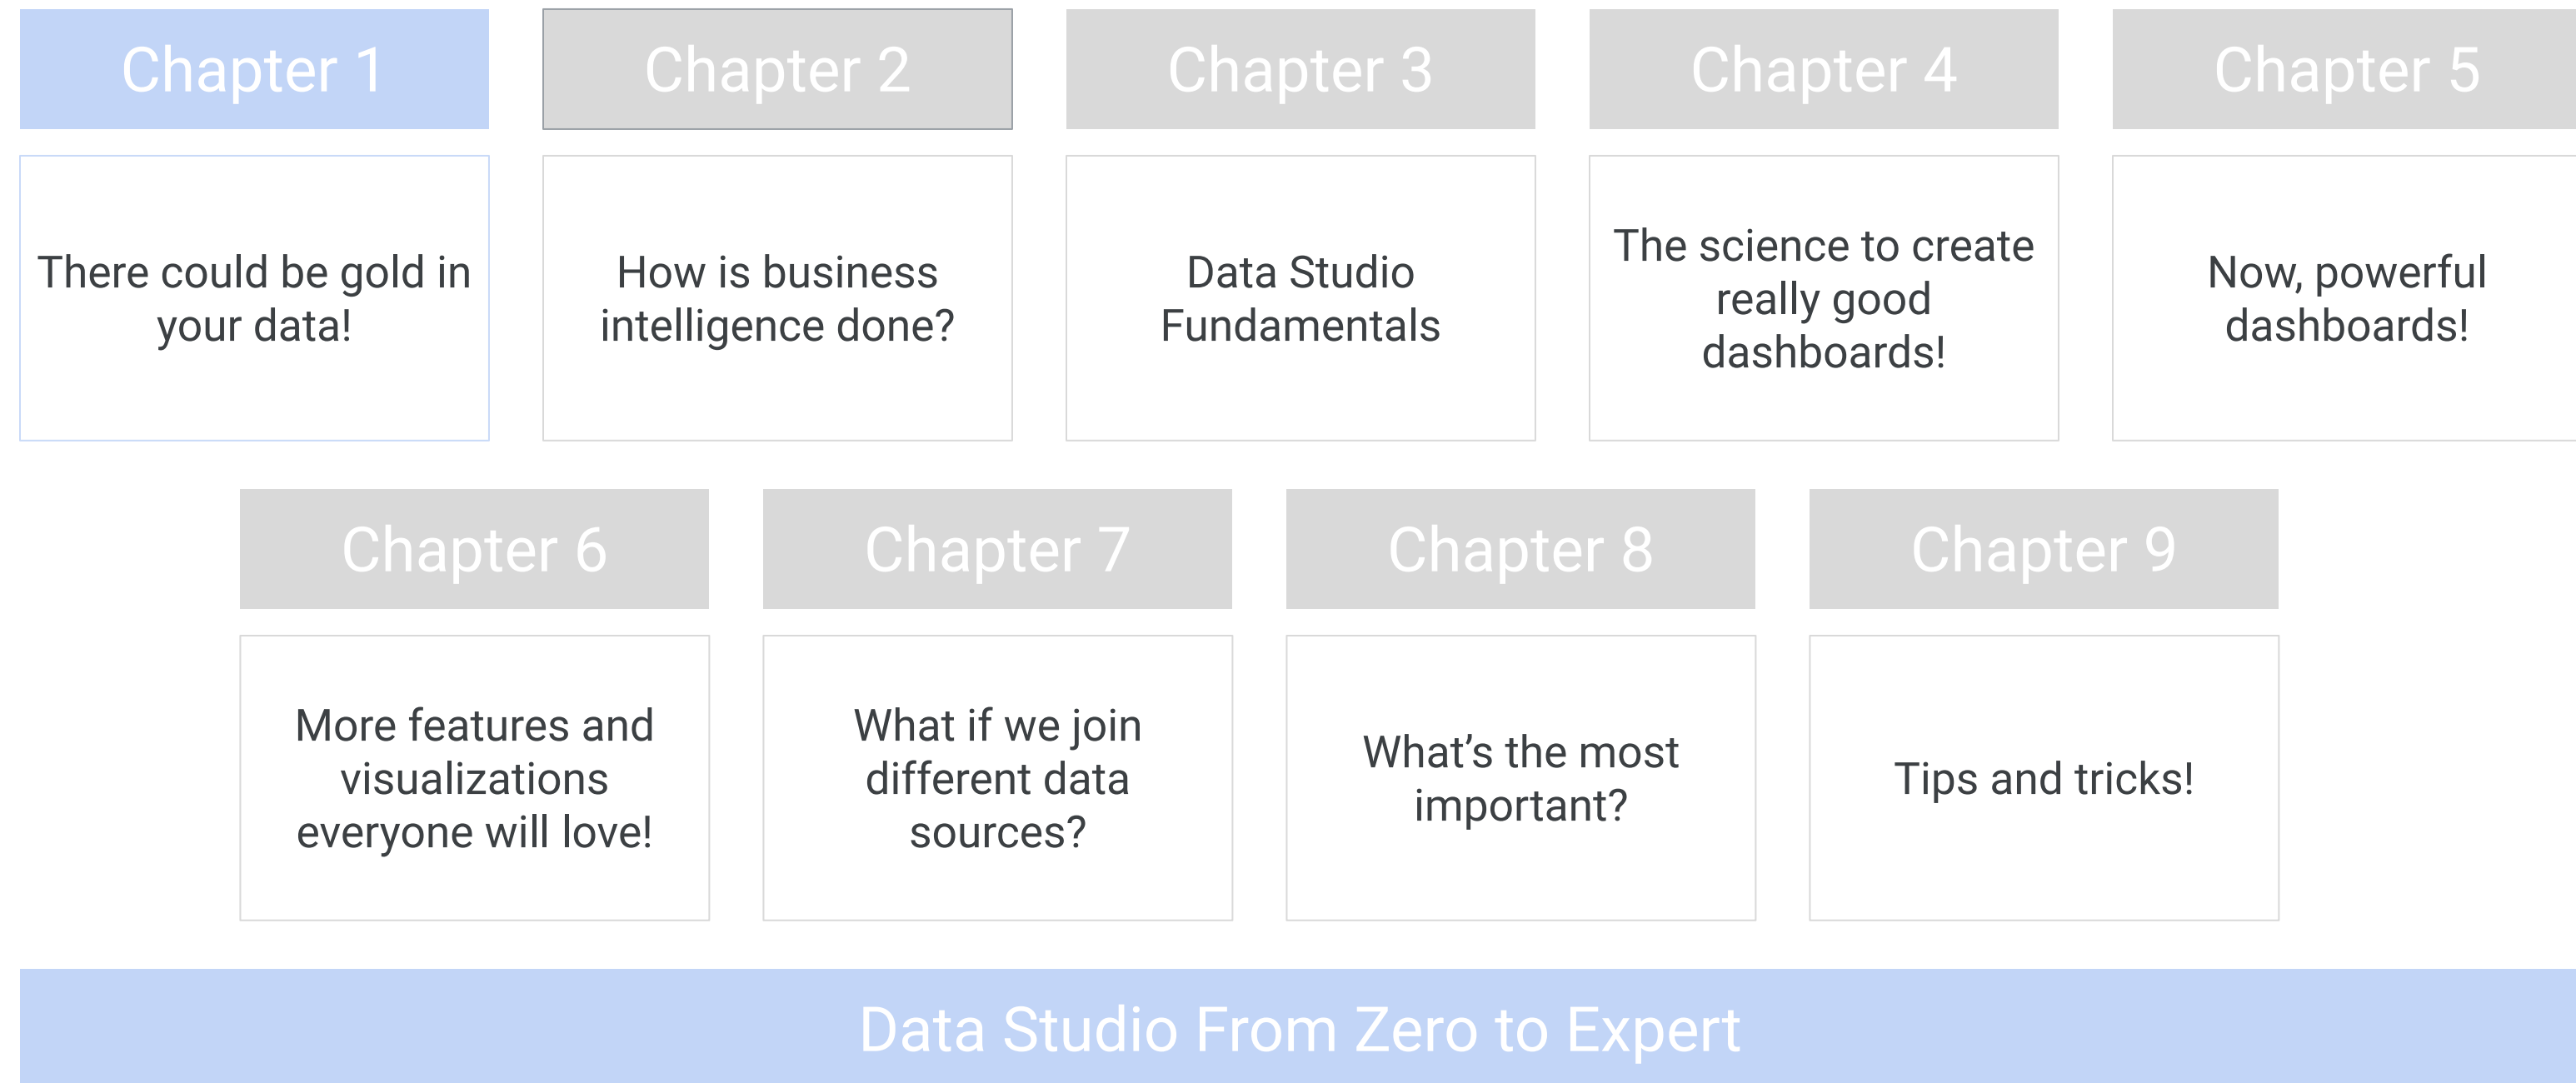 Chapter 1
There could be gold in
your data!
Chapter 2
How is business
intelligence done?
Chapter 3
Data Studio
Fundamentals
Chapter 4
The science to create
really good
dashboards!
Chapter 5
Now, powerful
dashboards!
Chapter 6
More features and
visualizations
everyone will love!
Chapter 7
What if we join
different data
sources?
Chapter 8
What’s the most
important?
Chapter 9
Tips and tricks!
Data Studio From Zero to Expert